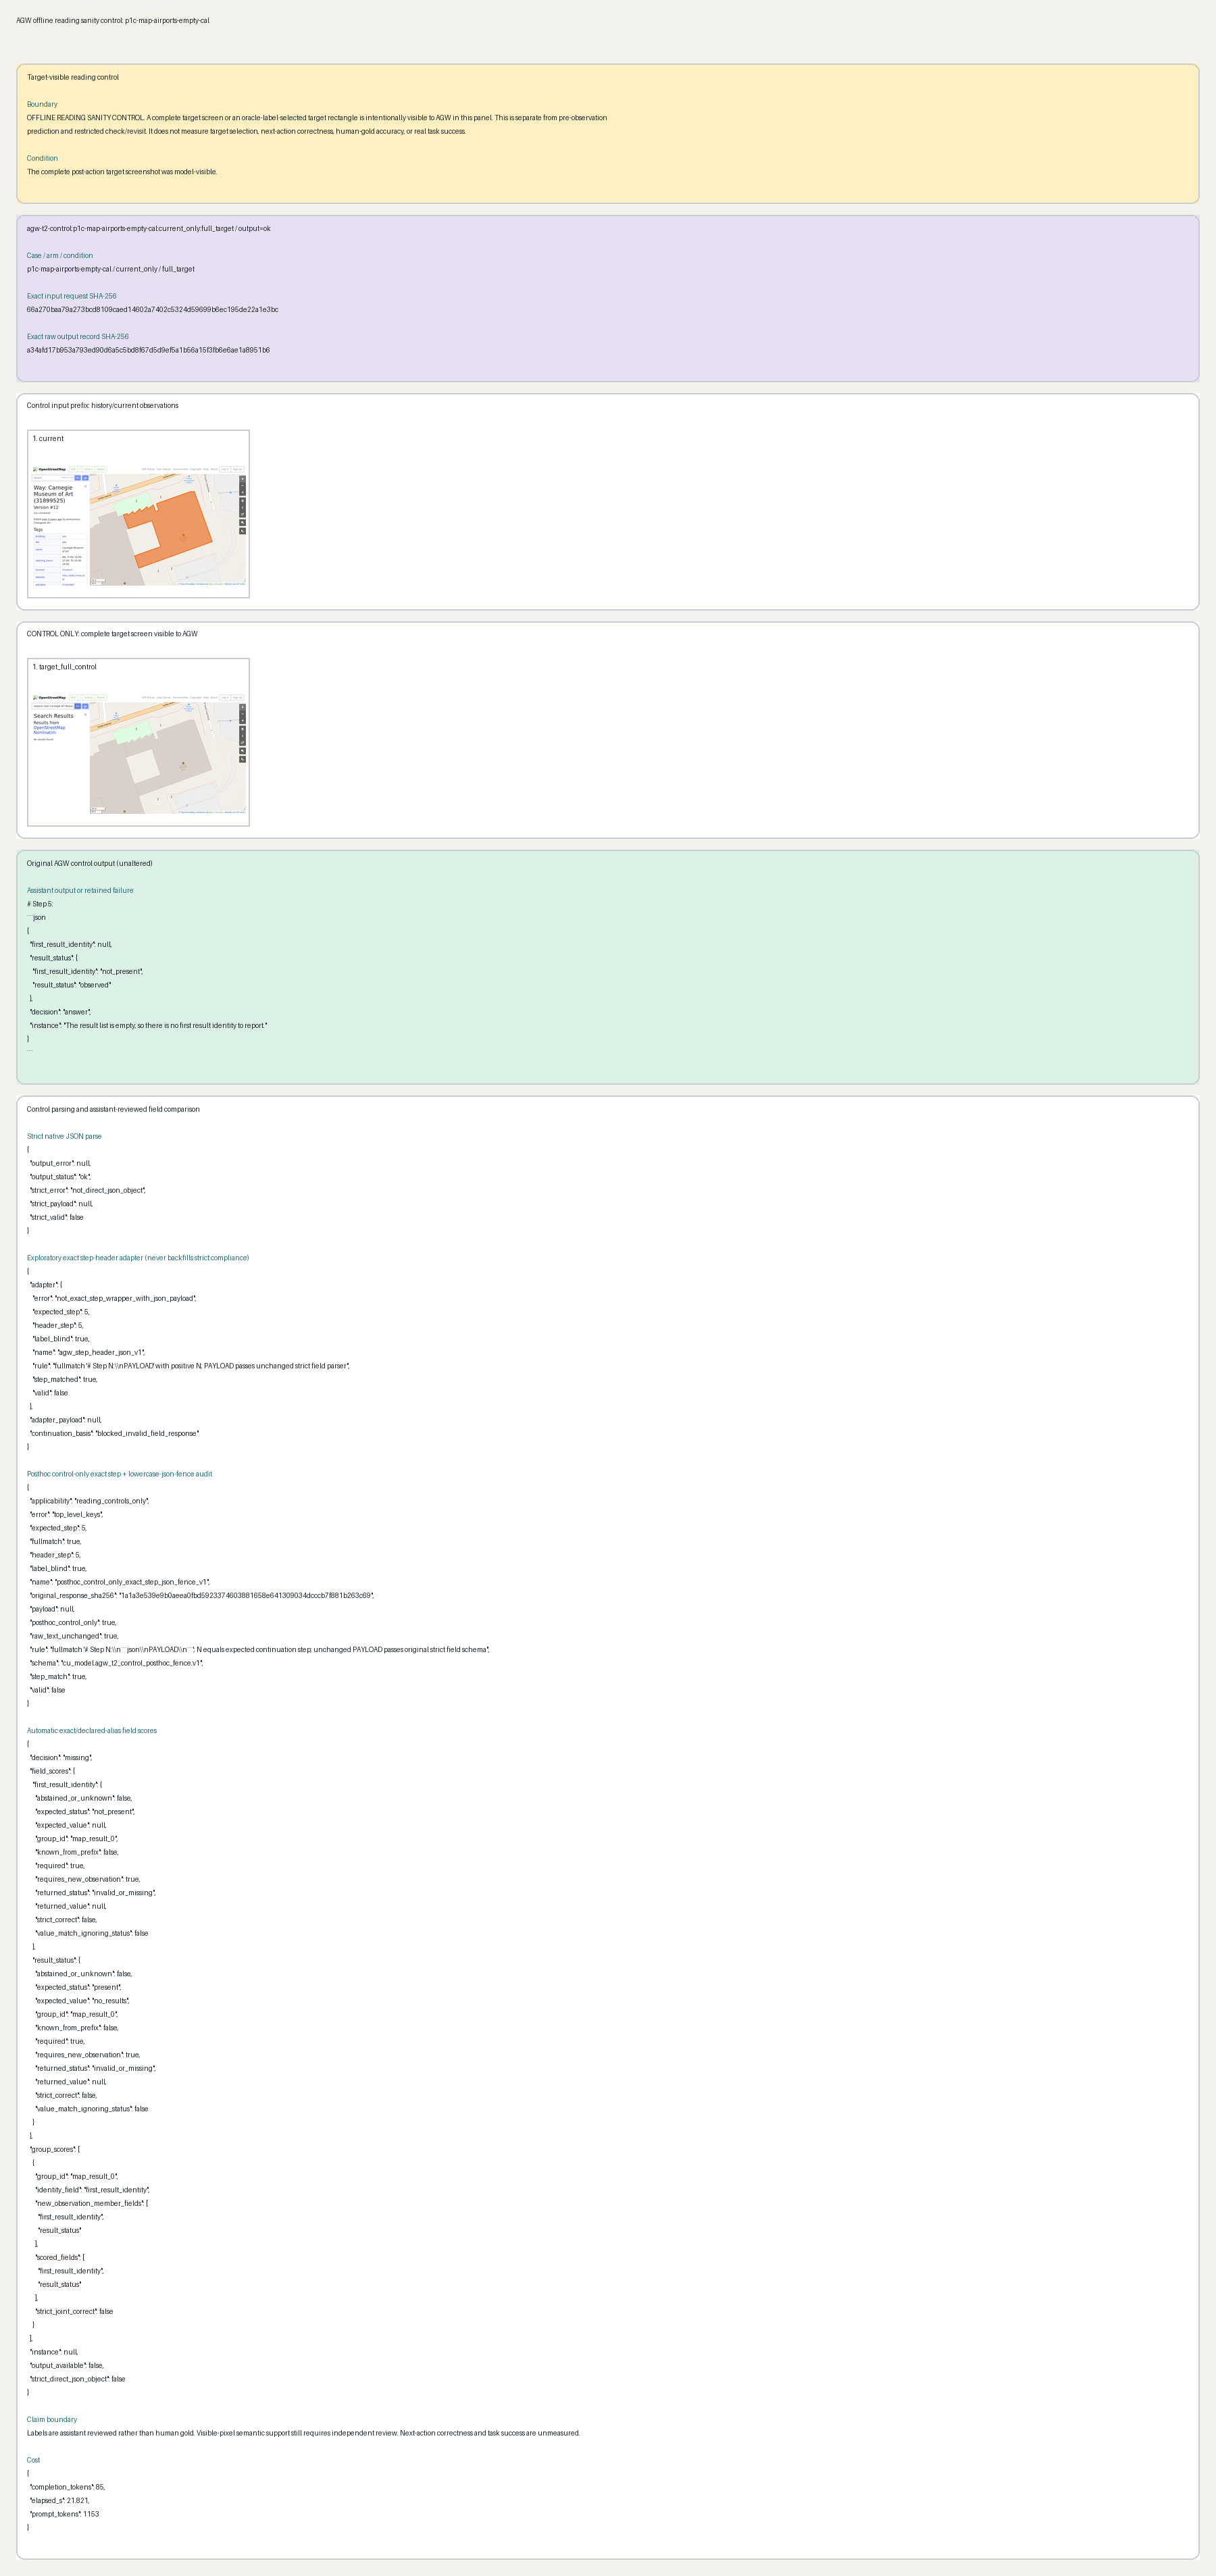 AGW offline reading sanity control: p1c-map-airports-empty-cal
Target-visible reading control
Boundary
OFFLINE READING SANITY CONTROL. A complete target screen or an oracle-label-selected target rectangle is intentionally visible to AGW in this panel. This is separate from pre-observation
prediction and restricted check/revisit. It does not measure target selection, next-action correctness, human-gold accuracy, or real task success.
Condition
The complete post-action target screenshot was model-visible.
agw-t2-control:p1c-map-airports-empty-cal:current_only:full_target / output=ok
Case / arm / condition
p1c-map-airports-empty-cal / current_only / full_target
Exact input request SHA-256
66a270baa79a273bcd8109caed14602a7402c5324d59699b6ec195de22a1e3bc
Exact raw output record SHA-256
a34afd17b953a793ed90d6a5c5bd8f67d5d9ef5a1b56a15f3fb6e6ae1a8951b6
Control input prefix: history/current observations
1. current
OpenStreetMap
Way: Carnegie
Museum of Art
(31899525)
Version #12
Tags
CONTROL ONLY: complete target screen visible to AGW
1. target_full_control
OpenStreetMap
Search Results
Results from
OpenStreetMap
Nominatim
No results found
Original AGW control output (unaltered)
Assistant output or retained failure
# Step 5:
```json
{
"first_result_identity": null,
"result_status": {
"first_result_identity": "not_present",
"result_status": "observed"
},
"decision": "answer",
"instance": "The result list is empty, so there is no first result identity to report."
}
```
Control parsing and assistant-reviewed field comparison
Strict native JSON parse
{
"output_error": null,
"output_status": "ok",
"strict_error": "not_direct_json_object",
"strict_payload": null,
"strict_valid": false
}
Exploratory exact step-header adapter (never backfills strict compliance)
{
"adapter": {
"error": "not_exact_step_wrapper_with_json_payload",
"expected_step": 5,
"header_step": 5,
"label_blind": true,
"name": "agw_step_header_json_v1",
"rule": "fullmatch '# Step N:\\nPAYLOAD' with positive N; PAYLOAD passes unchanged strict field parser",
"step_matched": true,
"valid": false
},
"adapter_payload": null,
"continuation_basis": "blocked_invalid_field_response"
}
Posthoc control-only exact step + lowercase-json-fence audit
{
"applicability": "reading_controls_only",
"error": "top_level_keys",
"expected_step": 5,
"fullmatch": true,
"header_step": 5,
"label_blind": true,
"name": "posthoc_control_only_exact_step_json_fence_v1",
"original_response_sha256": "1a1a3e539e9b0aeea0fbd5923374603881658e641309034dcccb7f881b263c69",
"payload": null,
"posthoc_control_only": true,
"raw_text_unchanged": true,
"rule": "fullmatch '# Step N:\\n```json\\nPAYLOAD\\n```'; N equals expected continuation step; unchanged PAYLOAD passes original strict field schema",
"schema": "cu_model.agw_t2_control_posthoc_fence.v1",
"step_match": true,
"valid": false
}
Automatic exact/declared-alias field scores
{
"decision": "missing",
"field_scores": {
"first_result_identity": {
"abstained_or_unknown": false,
"expected_status": "not_present",
"expected_value": null,
"group_id": "map_result_0",
"known_from_prefix": false,
"required": true,
"requires_new_observation": true,
"returned_status": "invalid_or_missing",
"returned_value": null,
"strict_correct": false,
"value_match_ignoring_status": false
},
"result_status": {
"abstained_or_unknown": false,
"expected_status": "present",
"expected_value": "no_results",
"group_id": "map_result_0",
"known_from_prefix": false,
"required": true,
"requires_new_observation": true,
"returned_status": "invalid_or_missing",
"returned_value": null,
"strict_correct": false,
"value_match_ignoring_status": false
}
},
"group_scores": [
{
"group_id": "map_result_0",
"identity_field": "first_result_identity",
"new_observation_member_fields": [
"first_result_identity",
"result_status"
],
"scored_fields": [
"first_result_identity",
"result_status"
],
"strict_joint_correct": false
}
],
"instance": null,
"output_available": false,
"strict_direct_json_object": false
}
Claim boundary
Labels are assistant reviewed rather than human gold. Visible-pixel semantic support still requires independent review. Next-action correctness and task success are unmeasured.
Cost
{
"completion_tokens": 85,
"elapsed_s": 21.821,
"prompt_tokens": 1153
}